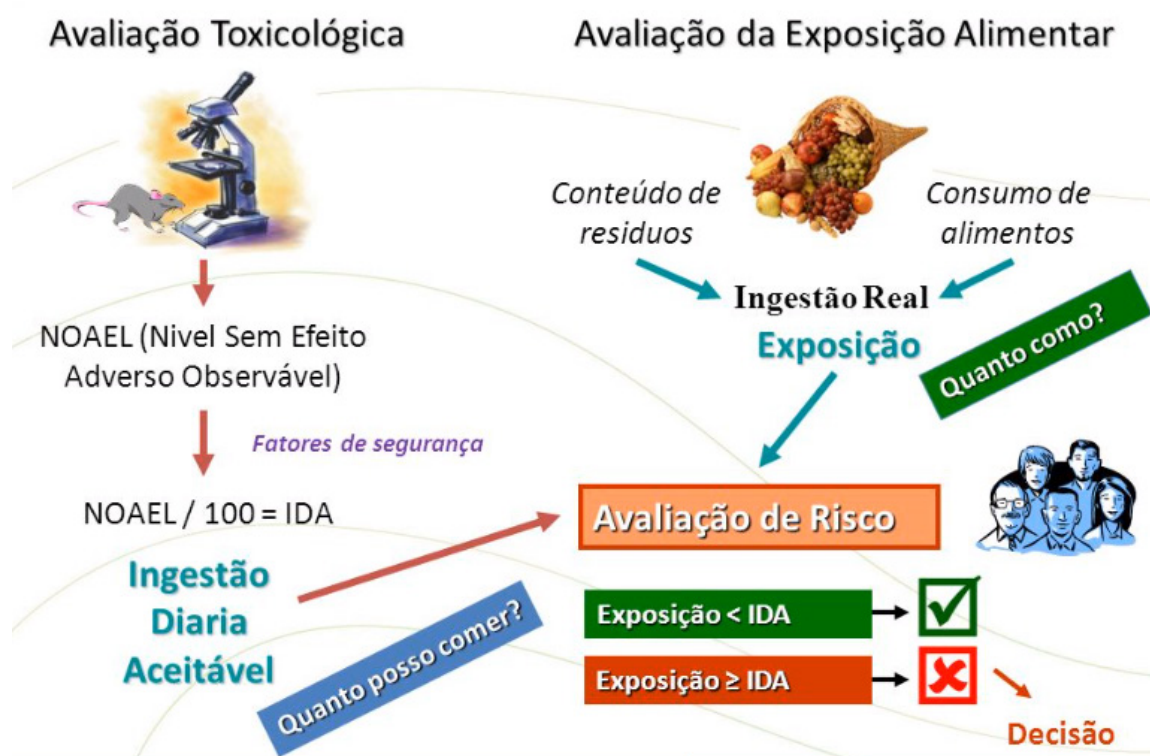 Avaliação Toxicológica
NOAEL (Nivel Sem Efeito
Adverso Observável)
Fatores de segurança
NOAEL / 100 = IDA
Ingestão
Diaria
Aceitável
Quanto posso comer?
Avaliação da Exposição Alimentar
Conteúdo de
residuos
Consumo de
alimentos
Ingestão Real
Exposição
Quanto como?
Avaliação de Risco
Exposição < IDA
Exposição ≥ IDA
Decisão